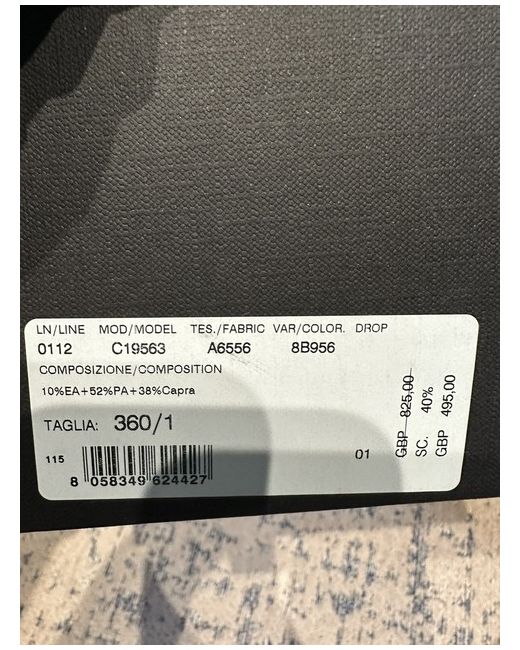 LN/LINE MOD/MODEL TES./FABRIC VAR/COLOR. DROP
0112 C19563 A6556 8B956
COMPOSIZIONE/COMPOSITION
10%EA+52%PA+38%Capra
TAGLIA: 360/1
115
8 058349 624427
01
GBP 825,00
SC. 40%
GBP 495,00